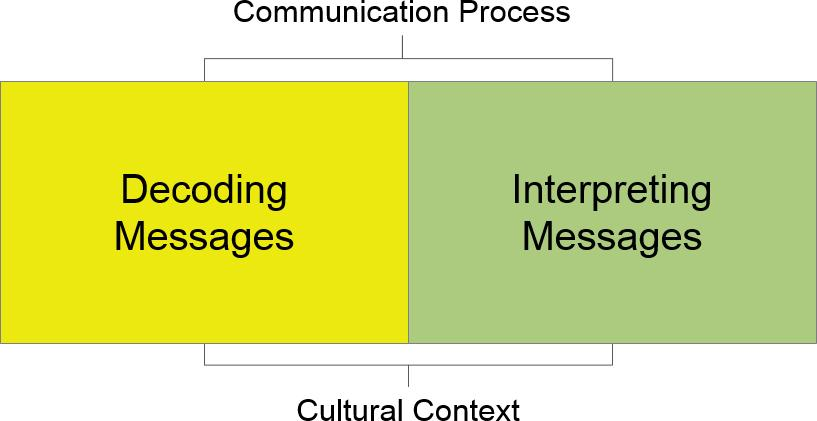 Communication Process
Decoding
Messages
Interpreting
Messages
Cultural Context